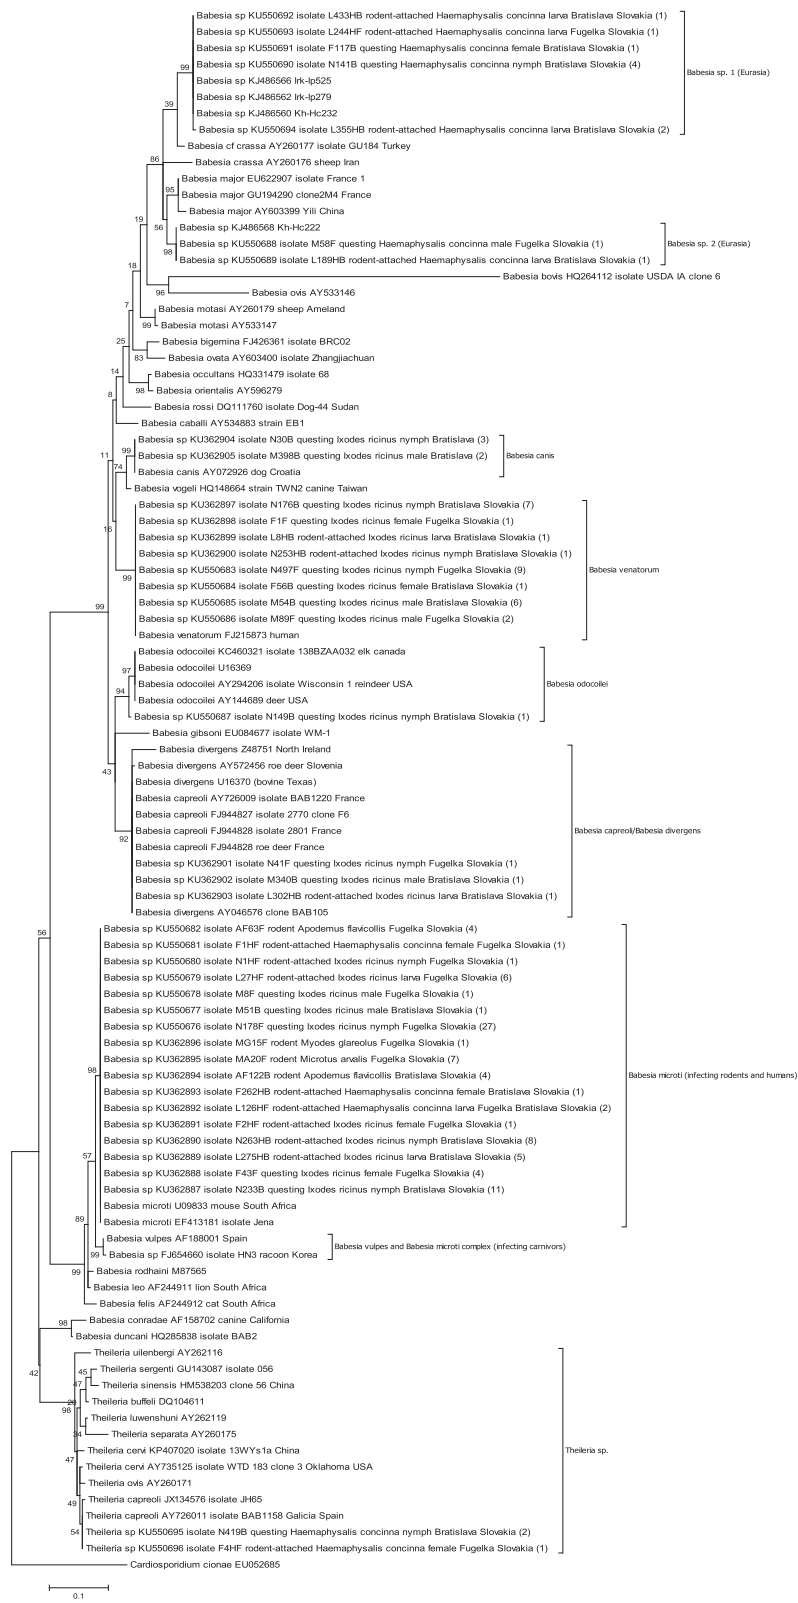 Babesia sp KU550692 isolate L433HB rodent-attached Haemaphysalis concinna larva Bratislava Slovakia (1)
Babesia sp KU550693 isolate L244HF rodent-attached Haemaphysalis concinna larva Fugelka Slovakia (1)
Babesia sp KU550691 isolate F117B questing Haemaphysalis concinna female Bratislava Slovakia (1)
Babesia sp KU550690 isolate N141B questing Haemaphysalis concinna nymph Bratislava Slovakia (4)
99
Babesia sp. 1 (Eurasia)
Babesia sp KJ486566 Irk-Ip525
Babesia sp KJ486562 Irk-Ip279
39
Babesia sp KJ486560 Kh-Hc232
Babesia sp KU550694 isolate L355HB rodent-attached Haemaphysalis concinna larva Bratislava Slovakia (2)
Babesia cf crassa AY260177 isolate GU184 Turkey
86
Babesia crassa AY260176 sheep Iran
Babesia major EU622907 isolate France 1
95
Babesia major GU194290 clone2M4 France
Babesia major AY603399 Yili China
19
56
Babesia sp KJ486568 Kh-Hc222
Babesia sp KU550688 isolate M58F questing Haemaphysalis concinna male Fugelka Slovakia (1)
Babesia sp. 2 (Eurasia)
98
Babesia sp KU550689 isolate L189HB rodent-attached Haemaphysalis concinna larva Bratislava Slovakia (1)
18
Babesia bovis HQ264112 isolate USDA IA clone 6
96
Babesia ovis AY533146
7
Babesia motasi AY260179 sheep Ameland
99
Babesia motasi AY533147
25
Babesia bigemina FJ426361 isolate BRC02
83
Babesia ovata AY603400 isolate Zhangjiachuan
14
Babesia occultans HQ331479 isolate 68
98
Babesia orientalis AY596279
8
Babesia rossi DQ111760 isolate Dog-44 Sudan
Babesia caballi AY534883 strain EB1
Babesia sp KU362904 isolate N30B questing Ixodes ricinus nymph Bratislava (3)
99
Babesia sp KU362905 isolate M398B questing Ixodes ricinus male Bratislava (2)
Babesia canis
11
74
Babesia canis AY072926 dog Croatia
Babesia vogeli HQ148664 strain TWN2 canine Taiwan
Babesia sp KU362897 isolate N176B questing Ixodes ricinus nymph Bratislava Slovakia (7)
Babesia sp KU362898 isolate F1F questing Ixodes ricinus female Fugelka Slovakia (1)
16
Babesia sp KU362899 isolate L8HB rodent-attached Ixodes ricinus larva Bratislava Slovakia (1)
Babesia sp KU362900 isolate N253HB rodent-attached Ixodes ricinus nymph Bratislava Slovakia (1)
Babesia sp KU550683 isolate N497F questing Ixodes ricinus nymph Fugelka Slovakia (9)
Babesia venatorum
99
Babesia sp KU550684 isolate F56B questing Ixodes ricinus female Bratislava Slovakia (1)
Babesia sp KU550685 isolate M54B questing Ixodes ricinus male Bratislava Slovakia (6)
99
Babesia sp KU550686 isolate M89F questing Ixodes ricinus male Fugelka Slovakia (2)
Babesia venatorum FJ215873 human
Babesia odocoilei KC460321 isolate 138BZAA032 elk canada
97
Babesia odocoilei U16369
Babesia odocoilei AY294206 isolate Wisconsin 1 reindeer USA
Babesia odocoilei
94
Babesia odocoilei AY144689 deer USA
Babesia sp KU550687 isolate N149B questing Ixodes ricinus nymph Bratislava Slovakia (1)
Babesia gibsoni EU084677 isolate WM-1
Babesia divergens Z48751 North Ireland
43
Babesia divergens AY572456 roe deer Slovenia
Babesia divergens U16370 (bovine Texas)
Babesia capreoli AY726009 isolate BAB1220 France
Babesia capreoli FJ944827 isolate 2770 clone F6
Babesia capreoli FJ944828 isolate 2801 France
Babesia capreoli/Babesia divergens
92
Babesia capreoli FJ944828 roe deer France
Babesia sp KU362901 isolate N41F questing Ixodes ricinus nymph Fugelka Slovakia (1)
Babesia sp KU362902 isolate M340B questing Ixodes ricinus male Bratislava Slovakia (1)
Babesia sp KU362903 isolate L302HB rodent-attached Ixodes ricinus larva Bratislava Slovakia (1)
Babesia divergens AY046576 clone BAB105
56
Babesia sp KU550682 isolate AF63F rodent Apodemus flavicollis Fugelka Slovakia (4)
Babesia sp KU550681 isolate F1HF rodent-attached Haemaphysalis concinna female Fugelka Slovakia (1)
Babesia sp KU550680 isolate N1HF rodent-attached Ixodes ricinus nymph Fugelka Slovakia (1)
Babesia sp KU550679 isolate L27HF rodent-attached Ixodes ricinus larva Fugelka Slovakia (6)
Babesia sp KU550678 isolate M8F questing Ixodes ricinus male Fugelka Slovakia (1)
Babesia sp KU550677 isolate M51B questing Ixodes ricinus male Bratislava Slovakia (1)
Babesia sp KU550676 isolate N178F questing Ixodes ricinus nymph Fugelka Slovakia (27)
Babesia sp KU362896 isolate MG15F rodent Myodes glareolus Fugelka Slovakia (1)
Babesia sp KU362895 isolate MA20F rodent Microtus arvalis Fugelka Slovakia (7)
98
Babesia sp KU362894 isolate AF122B rodent Apodemus flavicollis Bratislava Slovakia (4)
Babesia microti (infecting rodents and humans)
Babesia sp KU362893 isolate F262HB rodent-attached Haemaphysalis concinna female Bratislava Slovakia (1)
Babesia sp KU362892 isolate L126HF rodent-attached Haemaphysalis concinna larva Fugelka Bratislava Slovakia (2)
Babesia sp KU362891 isolate F2HF rodent-attached Ixodes ricinus female Fugelka Slovakia (1)
Babesia sp KU362890 isolate N263HB rodent-attached Ixodes ricinus nymph Bratislava Slovakia (8)
57
Babesia sp KU362889 isolate L275HB rodent-attached Ixodes ricinus larva Bratislava Slovakia (5)
Babesia sp KU362888 isolate F43F questing Ixodes ricinus female Fugelka Slovakia (4)
Babesia sp KU362887 isolate N233B questing Ixodes ricinus nymph Bratislava Slovakia (11)
Babesia microti U09833 mouse South Africa
89
Babesia microti EF413181 isolate Jena
Babesia vulpes AF188001 Spain
Babesia vulpes and Babesia microti complex (infecting carnivors)
99
Babesia sp FJ654660 isolate HN3 racoon Korea
99
Babesia rodhaini M87565
Babesia leo AF244911 lion South Africa
Babesia felis AF244912 cat South Africa
98
Babesia conradae AF158702 canine California
Babesia duncani HQ285838 isolate BAB2
Theileria uilenbergi AY262116
42
45
Theileria sergenti GU143087 isolate 056
47
Theileria sinensis HM538203 clone 56 China
Theileria buffeli DQ104611
98
Theileria luwenshuni AY262119
34
Theileria separata AY260175
Theileria cervi KP407020 isolate 13WYs1a China
Theileria sp.
47
Theileria cervi AY735125 isolate WTD 183 clone 3 Oklahoma USA
Theileria ovis AY260171
49
Theileria capreoli JX134576 isolate JH65
Theileria capreoli AY726011 isolate BAB1158 Galicia Spain
54
Theileria sp KU550695 isolate N419B questing Haemaphysalis concinna nymph Bratislava Slovakia (2)
Theileria sp KU550696 isolate F4HF rodent-attached Haemaphysalis concinna female Fugelka Slovakia (1)
Cardiosporidium cionae EU052685
0.1